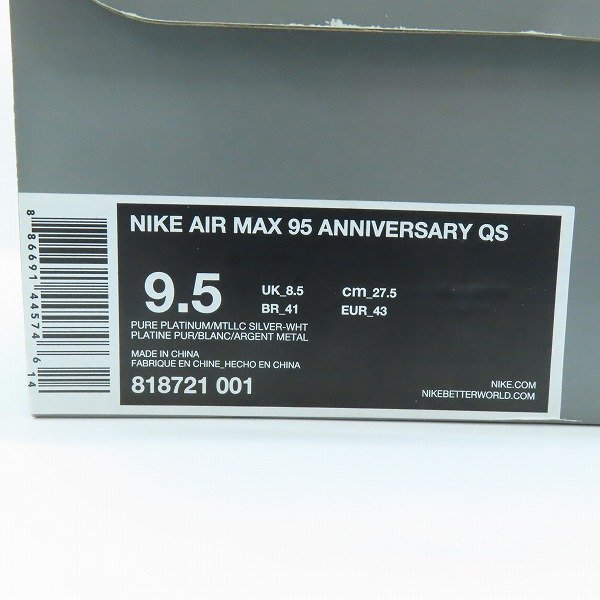 NIKE AIR MAX 95 ANNIVERSARY QS
9.5
UK_8.5 cm_27.5
BR_41 EUR_43
PURE PLATINUM/MTLLC SILVER-WHT
PLATINE PUR/BLANC/ARGENT METAL
MADE IN CHINA
FABRIQUE EN CHINE_HECHO EN CHINA
818721 001
NIKE.COM
NIKEBETTERWORLD.COM
8 86691 44574 6 14